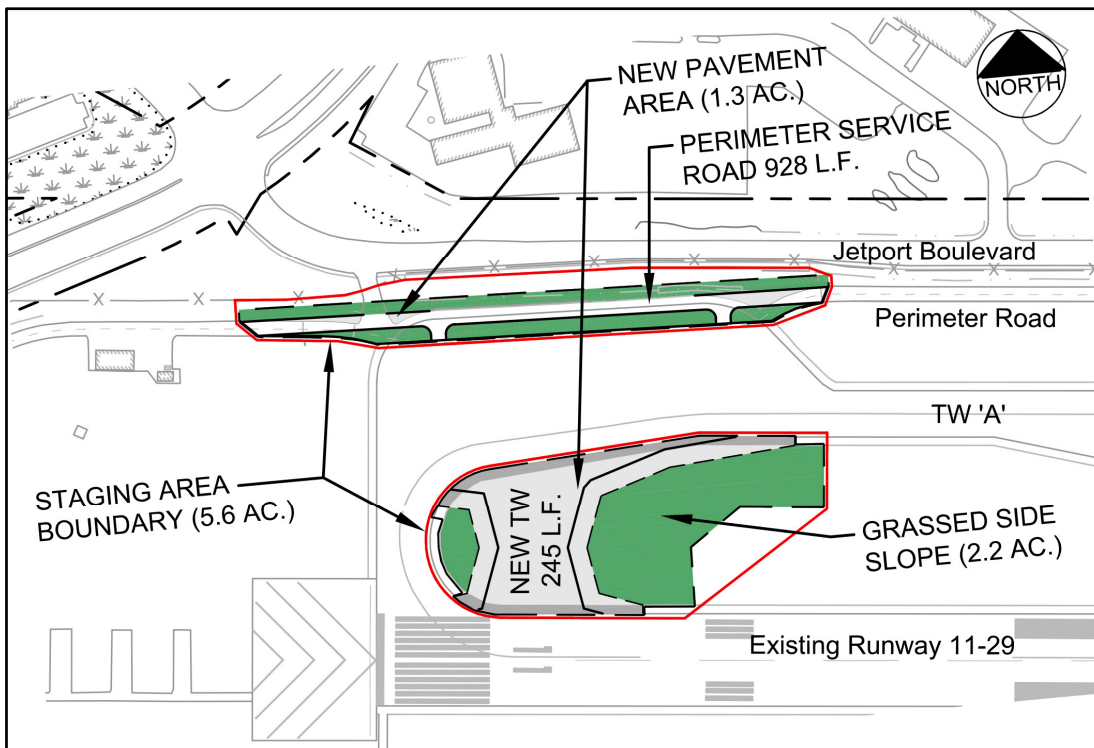 NEW PAVEMENT
AREA (1.3 AC.)
NORTH
PERIMETER SERVICE
ROAD 928 L.F.
Jetport Boulevard
Perimeter Road
TW 'A'
STAGING AREA
BOUNDARY (5.6 AC.)
NEW TW
245 L.F.
GRASSED SIDE
SLOPE (2.2 AC.)
Existing Runway 11-29